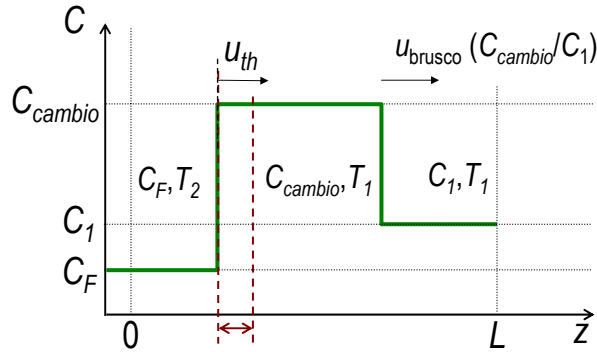 C
u_th
u_brusco (C_cambio/C_1)
C_cambio
C_F,T_2
C_cambio,T_1
C_1,T_1
C_1
C_F
0
L
z